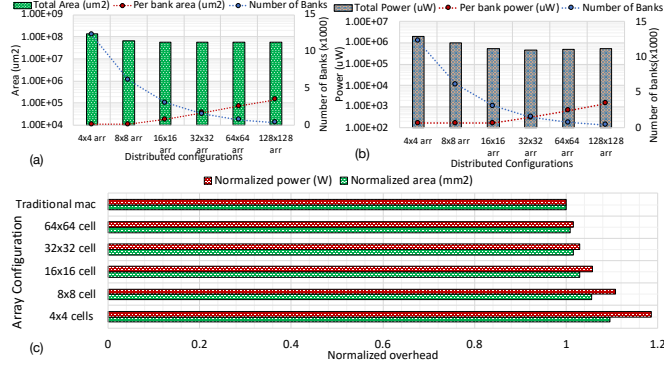 Total Area (um2) Per bank area (um2) Number of Banks
1.00E+09
1.00E+08
1.00E+07
1.00E+06
1.00E+05
1.00E+04
Area (um2)
15
10
5
0
Number of Banks (x1000)
4x4 arr 8x8 arr 16x16 arr 32x32 arr 64x64 arr 128x128 arr
Distributed configurations
(a)
Total Power (uW) Per bank power (uW) Number of Banks
1.00E+07
1.00E+06
1.00E+05
1.00E+04
1.00E+03
1.00E+02
Power (uW)
15
10
5
0
Number of banks(x1000)
4x4 arr 8x8 arr 16x16 arr 32x32 arr 64x64 arr 128x128 arr
Distributed Configurations
(b)
Normalized power (W) Normalized area (mm2)
Array Configuration
Traditional mac
64x64 cell
32x32 cell
16x16 cell
8x8 cell
4x4 cells
0 0.2 0.4 0.6 0.8 1 1.2
Normalized overhead
(c)